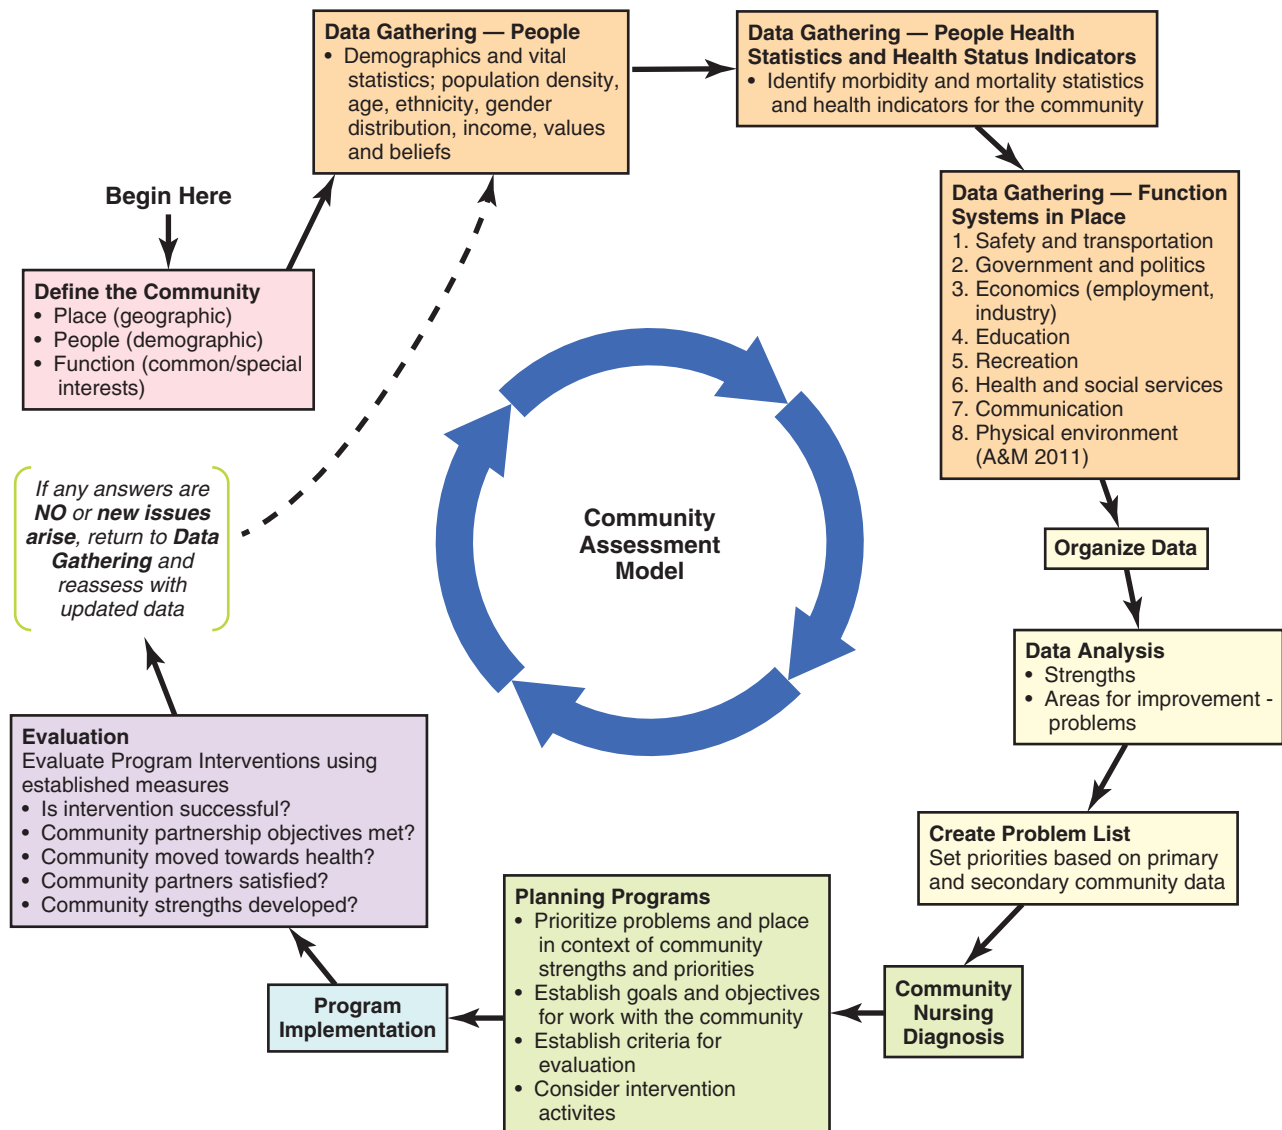 Data Gathering — People
• Demographics and vital
statistics; population density,
age, ethnicity, gender
distribution, income, values
and beliefs
Data Gathering — People Health
Statistics and Health Status Indicators
• Identify morbidity and mortality statistics
and health indicators for the community
Data Gathering — Function
Systems in Place
1. Safety and transportation
2. Government and politics
3. Economics (employment,
industry)
4. Education
5. Recreation
6. Health and social services
7. Communication
8. Physical environment
(A&M 2011)
Begin Here
Define the Community
• Place (geographic)
• People (demographic)
• Function (common/special
interests)
If any answers are
NO or new issues
arise, return to Data
Gathering and
reassess with
updated data
Community
Assessment
Model
Organize Data
Data Analysis
• Strengths
• Areas for improvement -
problems
Create Problem List
Set priorities based on primary
and secondary community data
Community
Nursing
Diagnosis
Planning Programs
• Prioritize problems and place
in context of community
strengths and priorities
• Establish goals and objectives
for work with the community
• Establish criteria for
evaluation
• Consider intervention
activites
Program
Implementation
Evaluation
Evaluate Program Interventions using
established measures
• Is intervention successful?
• Community partnership objectives met?
• Community moved towards health?
• Community partners satisfied?
• Community strengths developed?